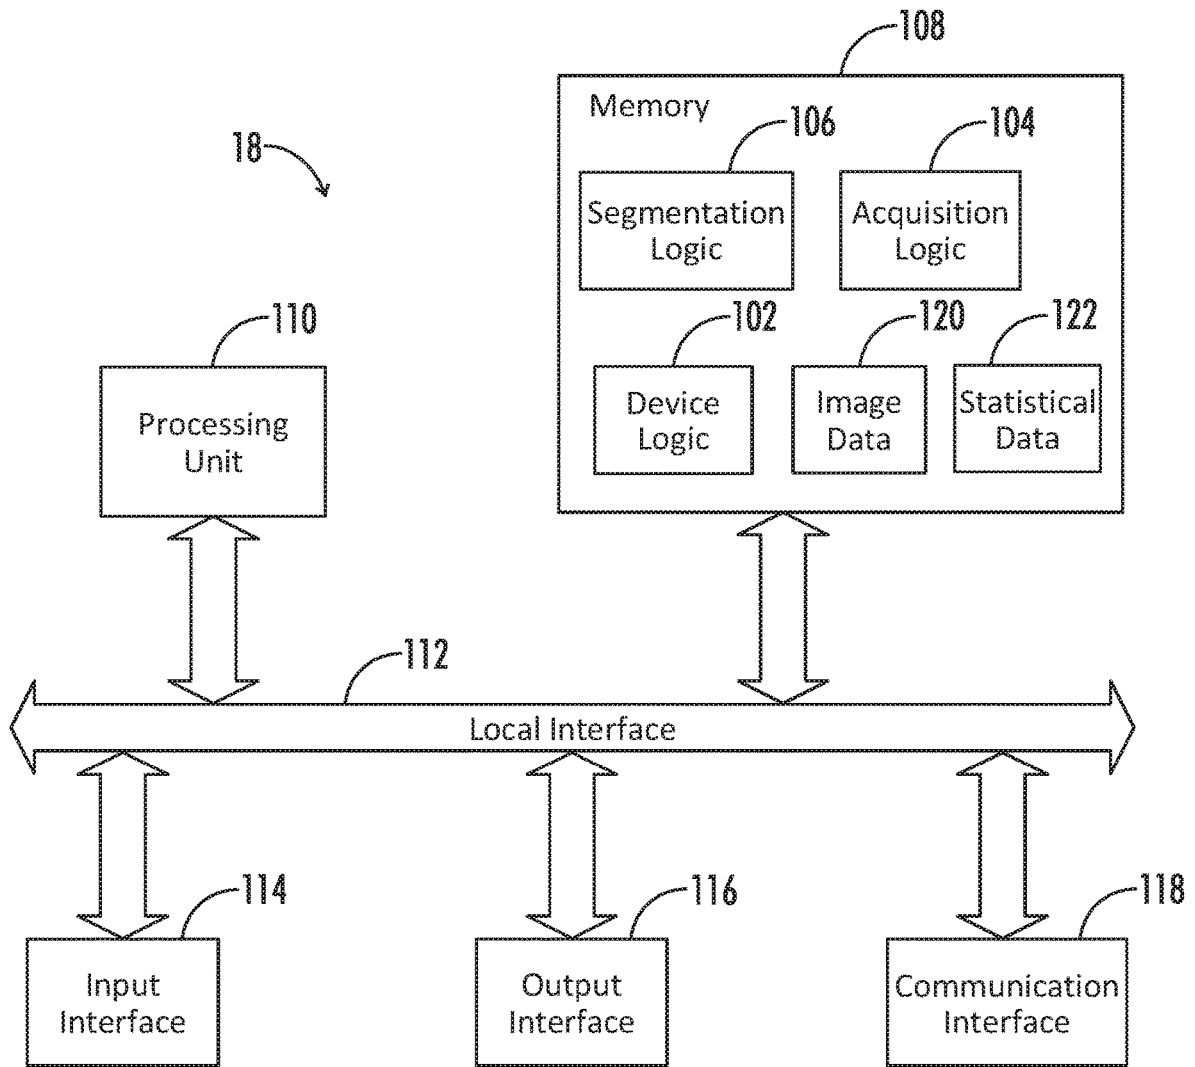 108
Memory
106
104
18
Segmentation
Logic
Acquisition
Logic
110
102
120
122
Processing
Unit
Device
Logic
Image
Data
Statistical
Data
112
Local Interface
114
116
118
Input
Interface
Output
Interface
Communication
Interface